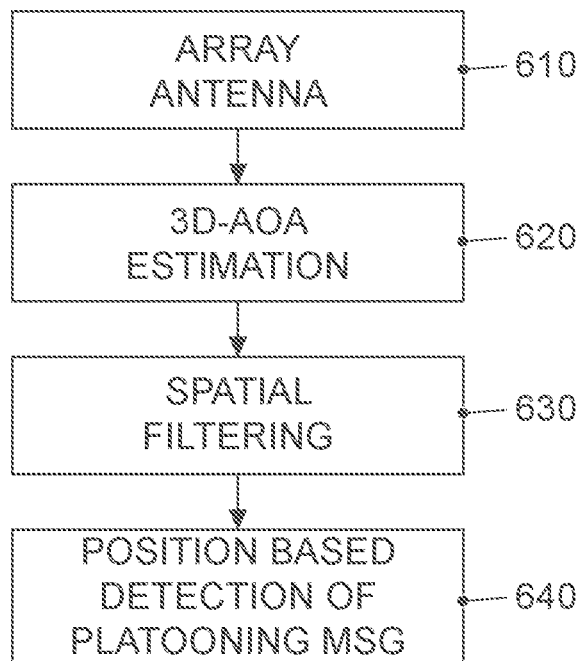 ARRAY
ANTENNA
610
3D-AOA
ESTIMATION
620
SPATIAL
FILTERING
630
POSITION BASED
DETECTION OF
PLATOONING MSG
640